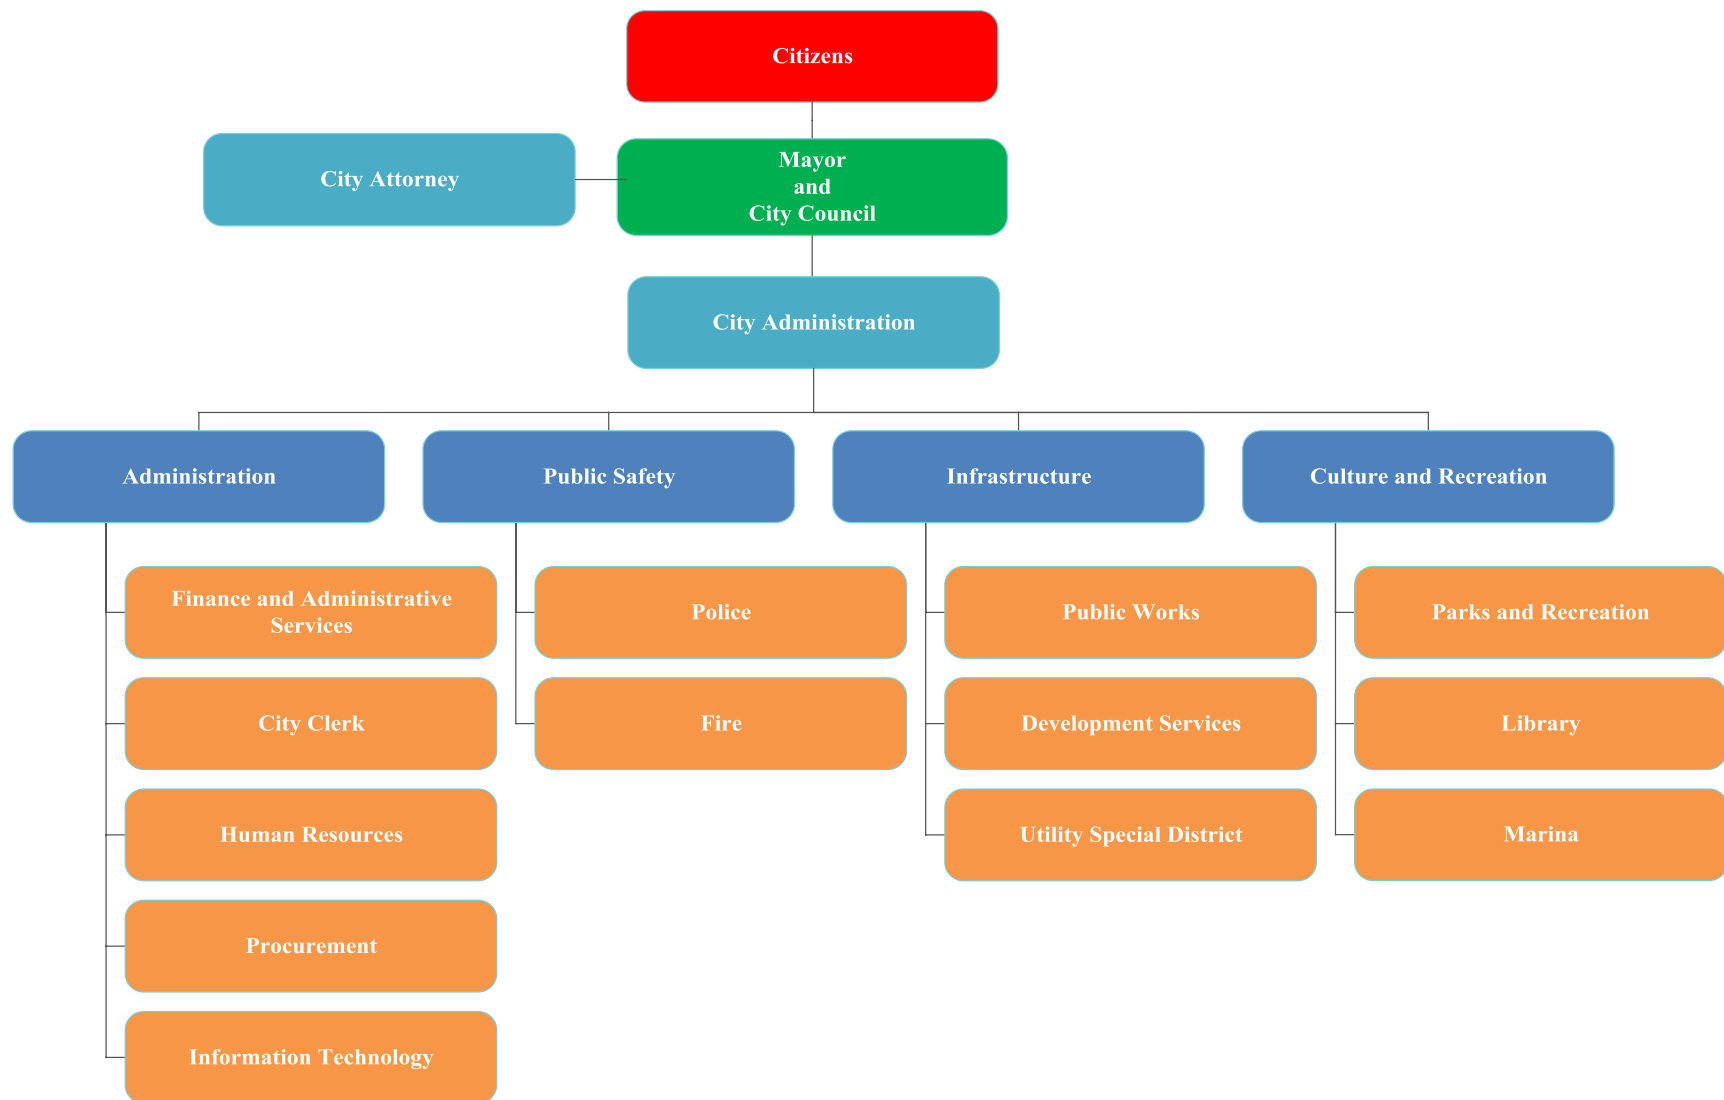 Citizens
City Attorney
Mayor
and
City Council
City Administration
Administration
Public Safety
Infrastructure
Culture and Recreation
Finance and Administrative
Services
City Clerk
Human Resources
Procurement
Information Technology
Police
Fire
Public Works
Development Services
Utility Special District
Parks and Recreation
Library
Marina